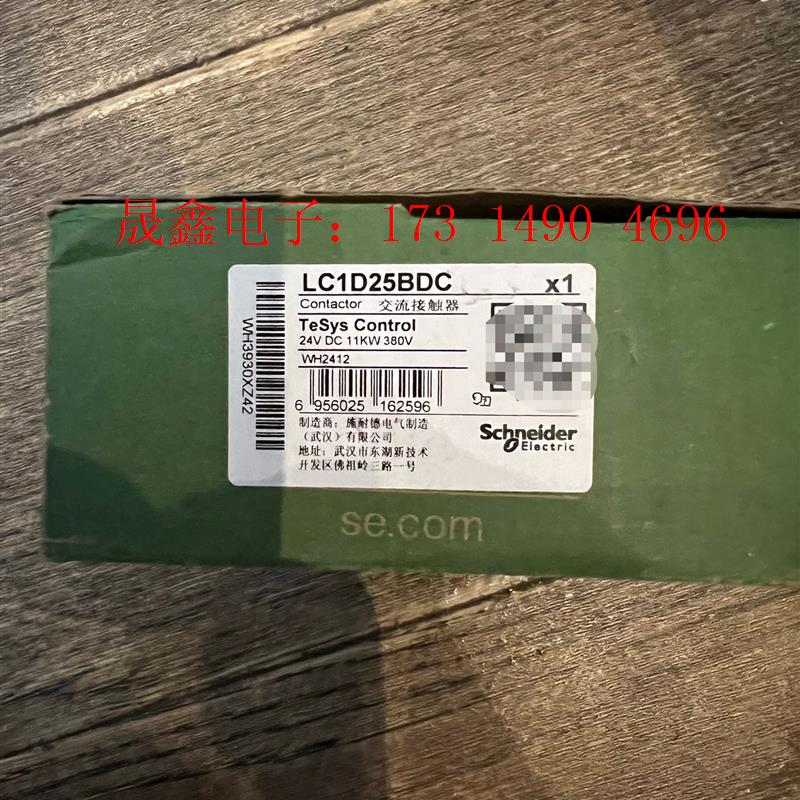 晟鑫电子：173 1490 4696
LC1D25BDC x1
Contactor 交流接触器
TeSys Control
24V DC 11KW 380V
WH2412
6 956025 162596
制造商：施耐德电气制造
（武汉）有限公司
地址：武汉市东湖新技术
开发区佛祖岭三路一号
Schneider
Electric
WH3930XZ42
se.com